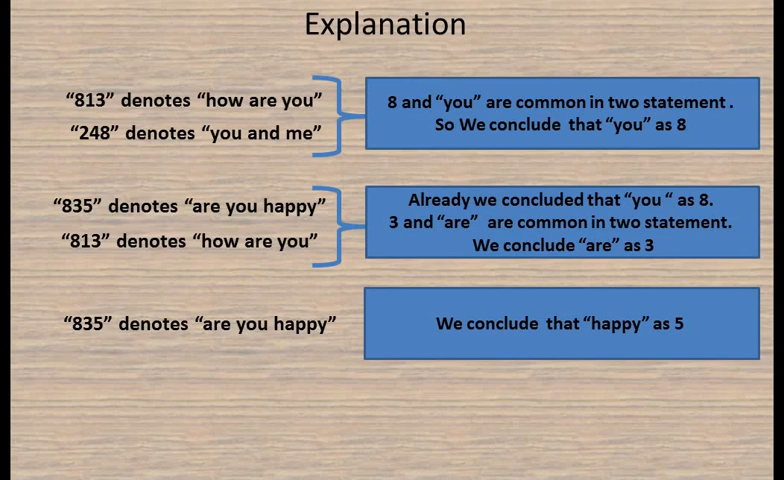 Explanation
“813” denotes “how are you”
“248” denotes “you and me”
8 and “you” are common in two statement .
So We conclude that “you” as 8
“835” denotes “are you happy”
“813” denotes “how are you”
Already we concluded that “you “ as 8.
3 and “are” are common in two statement.
We conclude “are” as 3
“835” denotes “are you happy”
We conclude that “happy” as 5